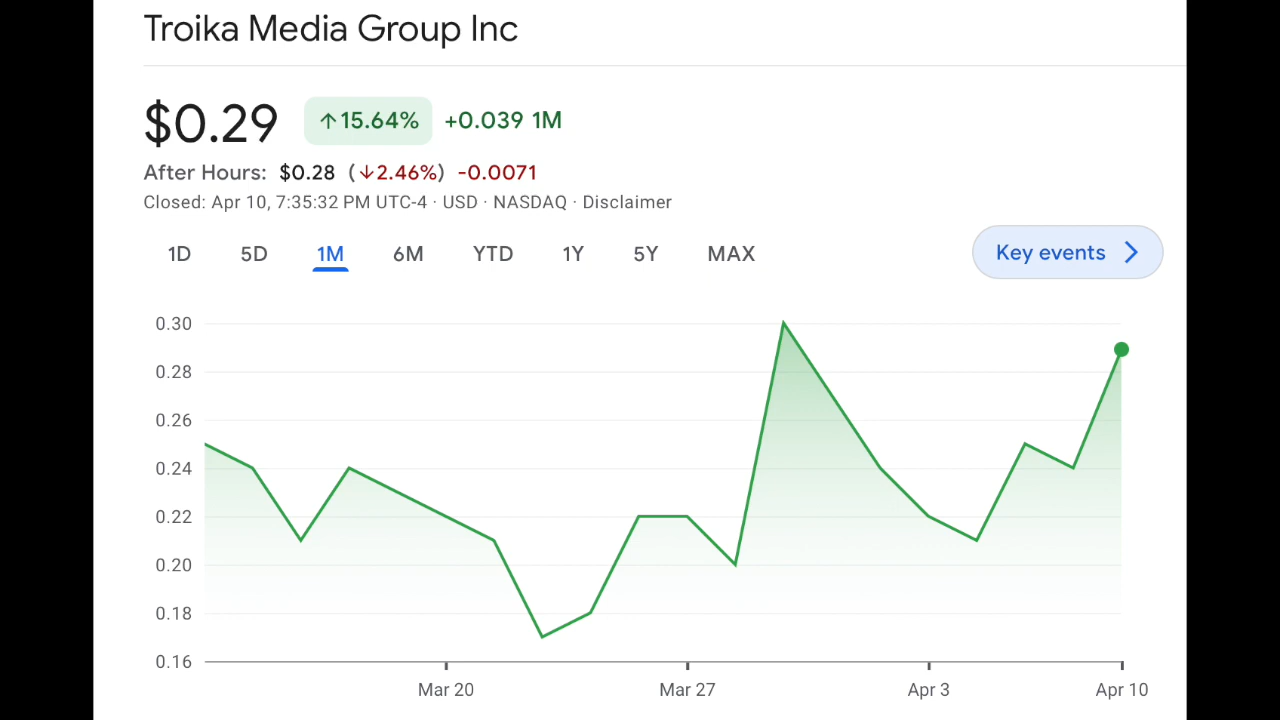 Troika Media Group Inc
$0.29 ↑15.64% +0.039 1M
After Hours: $0.28 (↓2.46%) -0.0071
Closed: Apr 10, 7:35:32 PM UTC-4 · USD · NASDAQ · Disclaimer
1D 5D 1M 6M YTD 1Y 5Y MAX
Key events
0.30
0.28
0.26
0.24
0.22
0.20
0.18
0.16
Mar 20 Mar 27 Apr 3 Apr 10